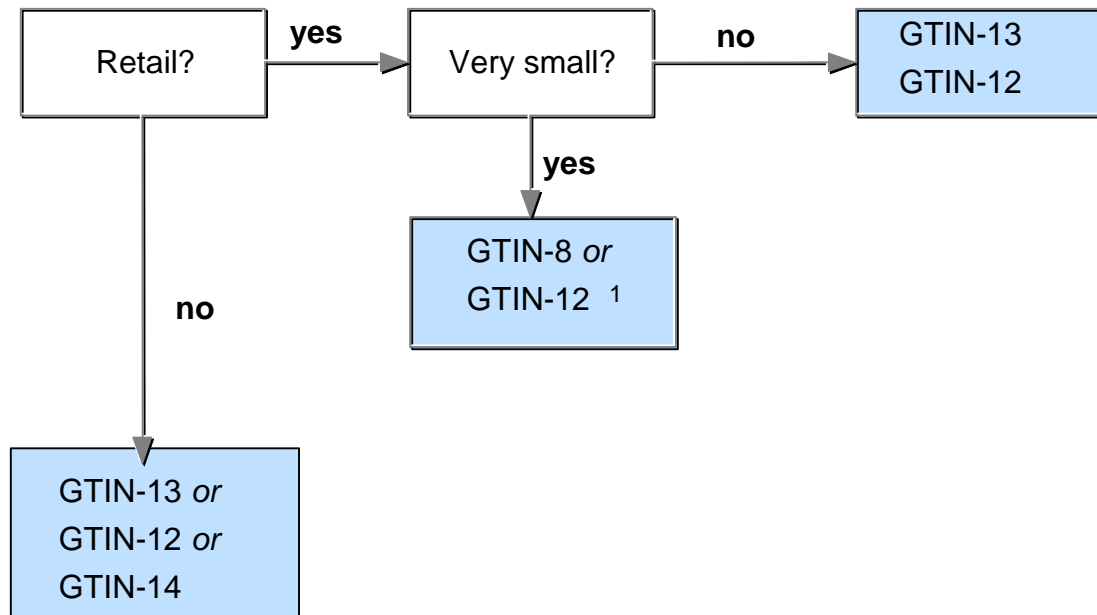 Retail?
yes
Very small?
no
GTIN-13
GTIN-12
yes
GTIN-8 or
GTIN-12 1
no
GTIN-13 or
GTIN-12 or
GTIN-14